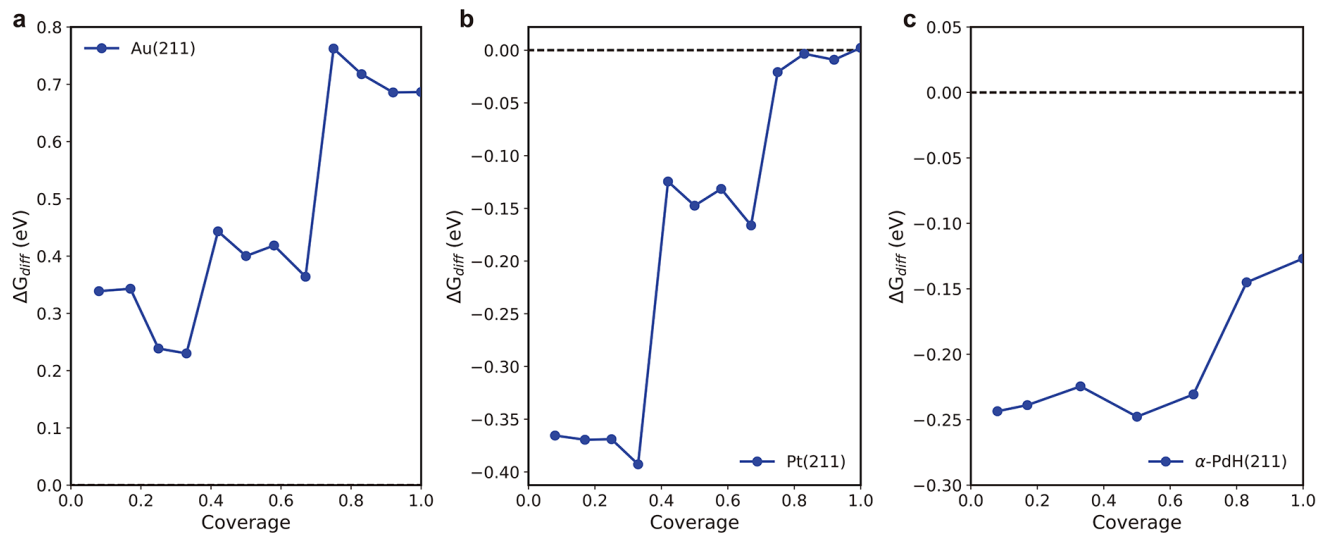 a
Au(211)
0.8
0.7
0.6
0.5
0.4
0.3
0.2
0.1
0.0
ΔG_diff (eV)
0.0 0.2 0.4 0.6 0.8 1.0
Coverage
b
0.00
−0.05
−0.10
−0.15
−0.20
−0.25
−0.30
−0.35
−0.40
ΔG_diff (eV)
Pt(211)
0.0 0.2 0.4 0.6 0.8 1.0
Coverage
c
0.05
0.00
−0.05
−0.10
−0.15
−0.20
−0.25
−0.30
ΔG_diff (eV)
α-PdH(211)
0.0 0.2 0.4 0.6 0.8 1.0
Coverage